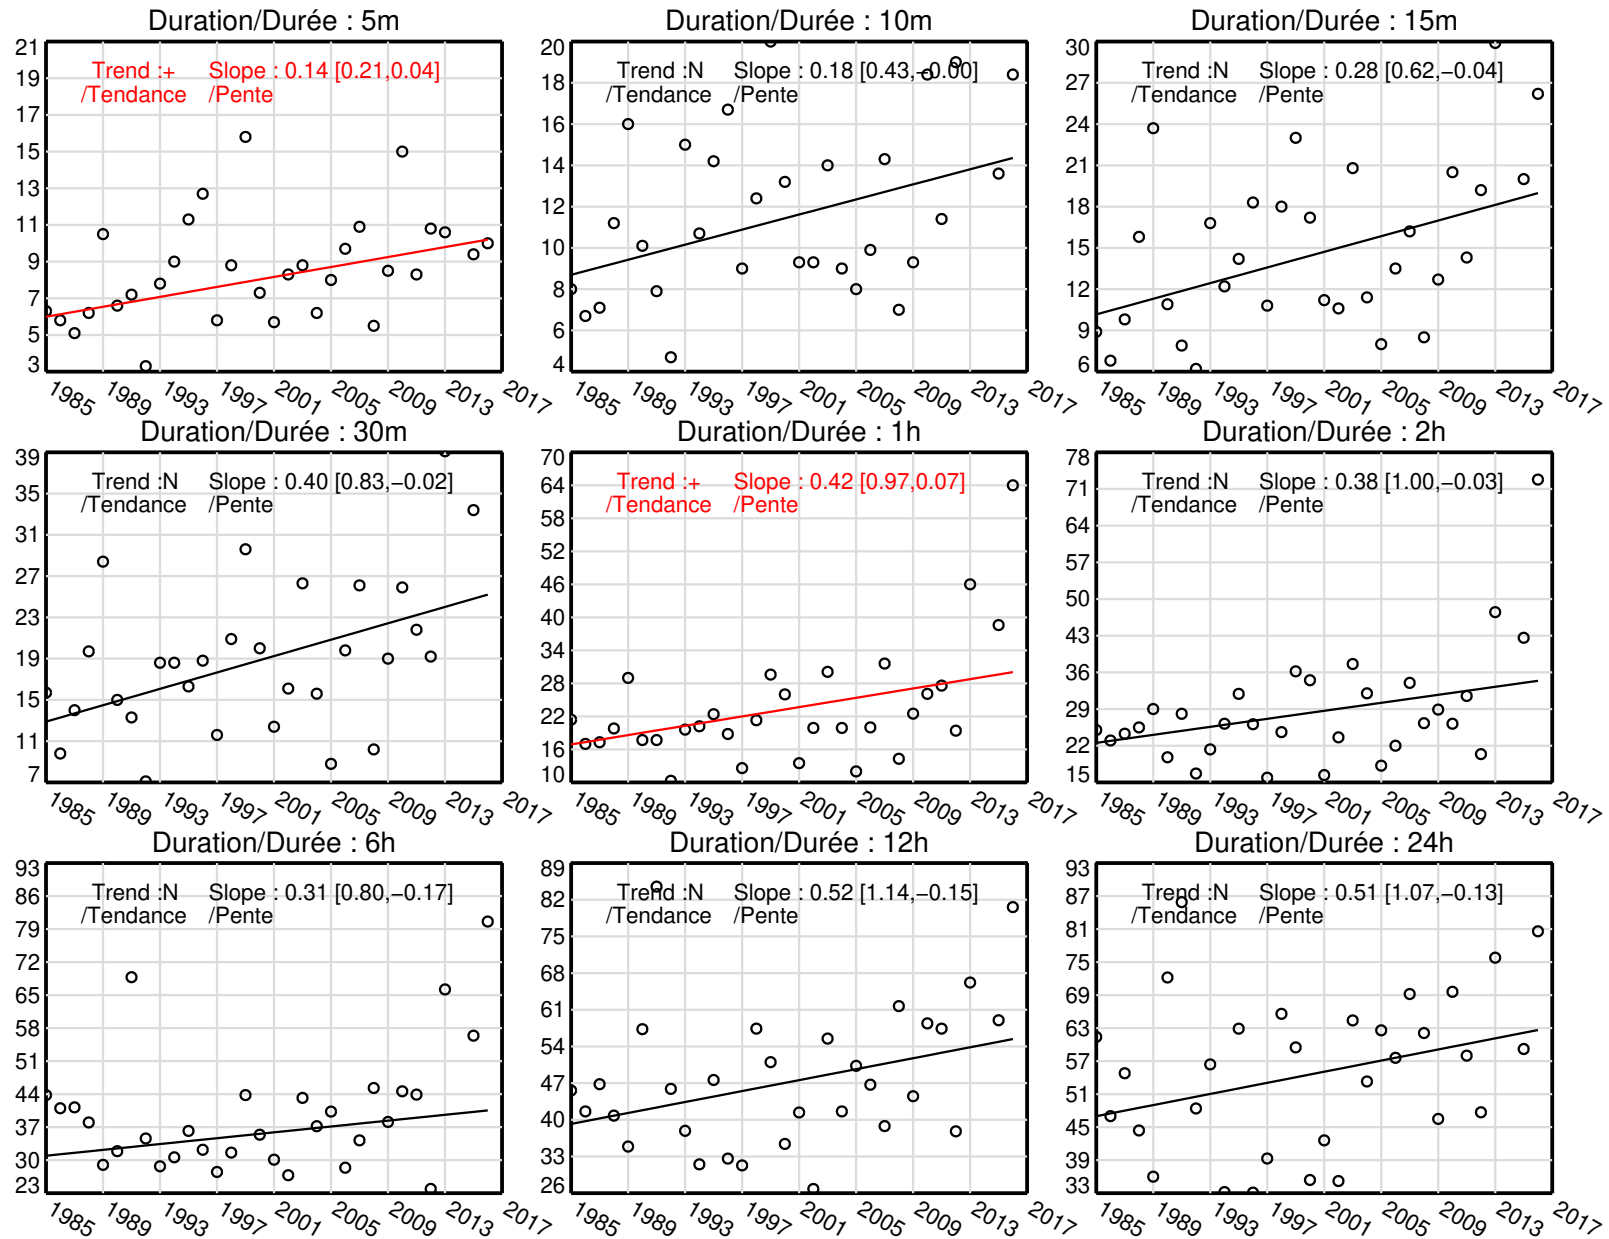 Duration/Durée : 5m
21
19
17
15
13
11
9
7
5
3
Trend :+ Slope : 0.14 [0.21,0.04]
/Tendance /Pente
1985 1989 1993 1997 2001 2005 2009 2013 2017
Duration/Durée : 10m
20
18
16
14
12
10
8
6
4
Trend :N Slope : 0.18 [0.43,−0.00]
/Tendance /Pente
1985 1989 1993 1997 2001 2005 2009 2013 2017
Duration/Durée : 15m
30
27
24
21
18
15
12
9
6
Trend :N Slope : 0.28 [0.62,−0.04]
/Tendance /Pente
1985 1989 1993 1997 2001 2005 2009 2013 2017
Duration/Durée : 30m
39
35
31
27
23
19
15
11
7
Trend :N Slope : 0.40 [0.83,−0.02]
/Tendance /Pente
1985 1989 1993 1997 2001 2005 2009 2013 2017
Duration/Durée : 1h
70
64
58
52
46
40
34
28
22
16
10
Trend :+ Slope : 0.42 [0.97,0.07]
/Tendance /Pente
1985 1989 1993 1997 2001 2005 2009 2013 2017
Duration/Durée : 2h
78
71
64
57
50
43
36
29
22
15
Trend :N Slope : 0.38 [1.00,−0.03]
/Tendance /Pente
1985 1989 1993 1997 2001 2005 2009 2013 2017
Duration/Durée : 6h
93
86
79
72
65
58
51
44
37
30
23
Trend :N Slope : 0.31 [0.80,−0.17]
/Tendance /Pente
1985 1989 1993 1997 2001 2005 2009 2013 2017
Duration/Durée : 12h
89
82
75
68
61
54
47
40
33
26
Trend :N Slope : 0.52 [1.14,−0.15]
/Tendance /Pente
1985 1989 1993 1997 2001 2005 2009 2013 2017
Duration/Durée : 24h
93
87
81
75
69
63
57
51
45
39
33
Trend :N Slope : 0.51 [1.07,−0.13]
/Tendance /Pente
1985 1989 1993 1997 2001 2005 2009 2013 2017